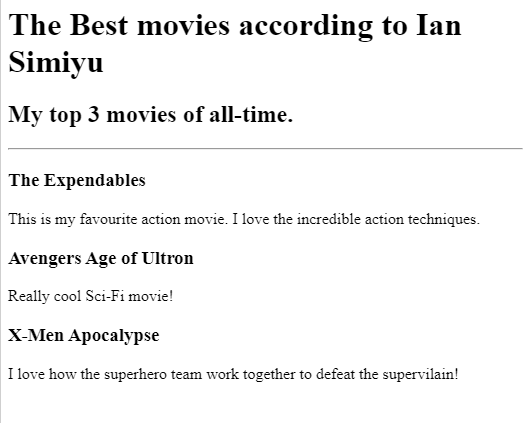 The Best movies according to Ian
Simiyu
My top 3 movies of all-time.
The Expendables
This is my favourite action movie. I love the incredible action techniques.
Avengers Age of Ultron
Really cool Sci-Fi movie!
X-Men Apocalypse
I love how the superhero team work together to defeat the supervilain!